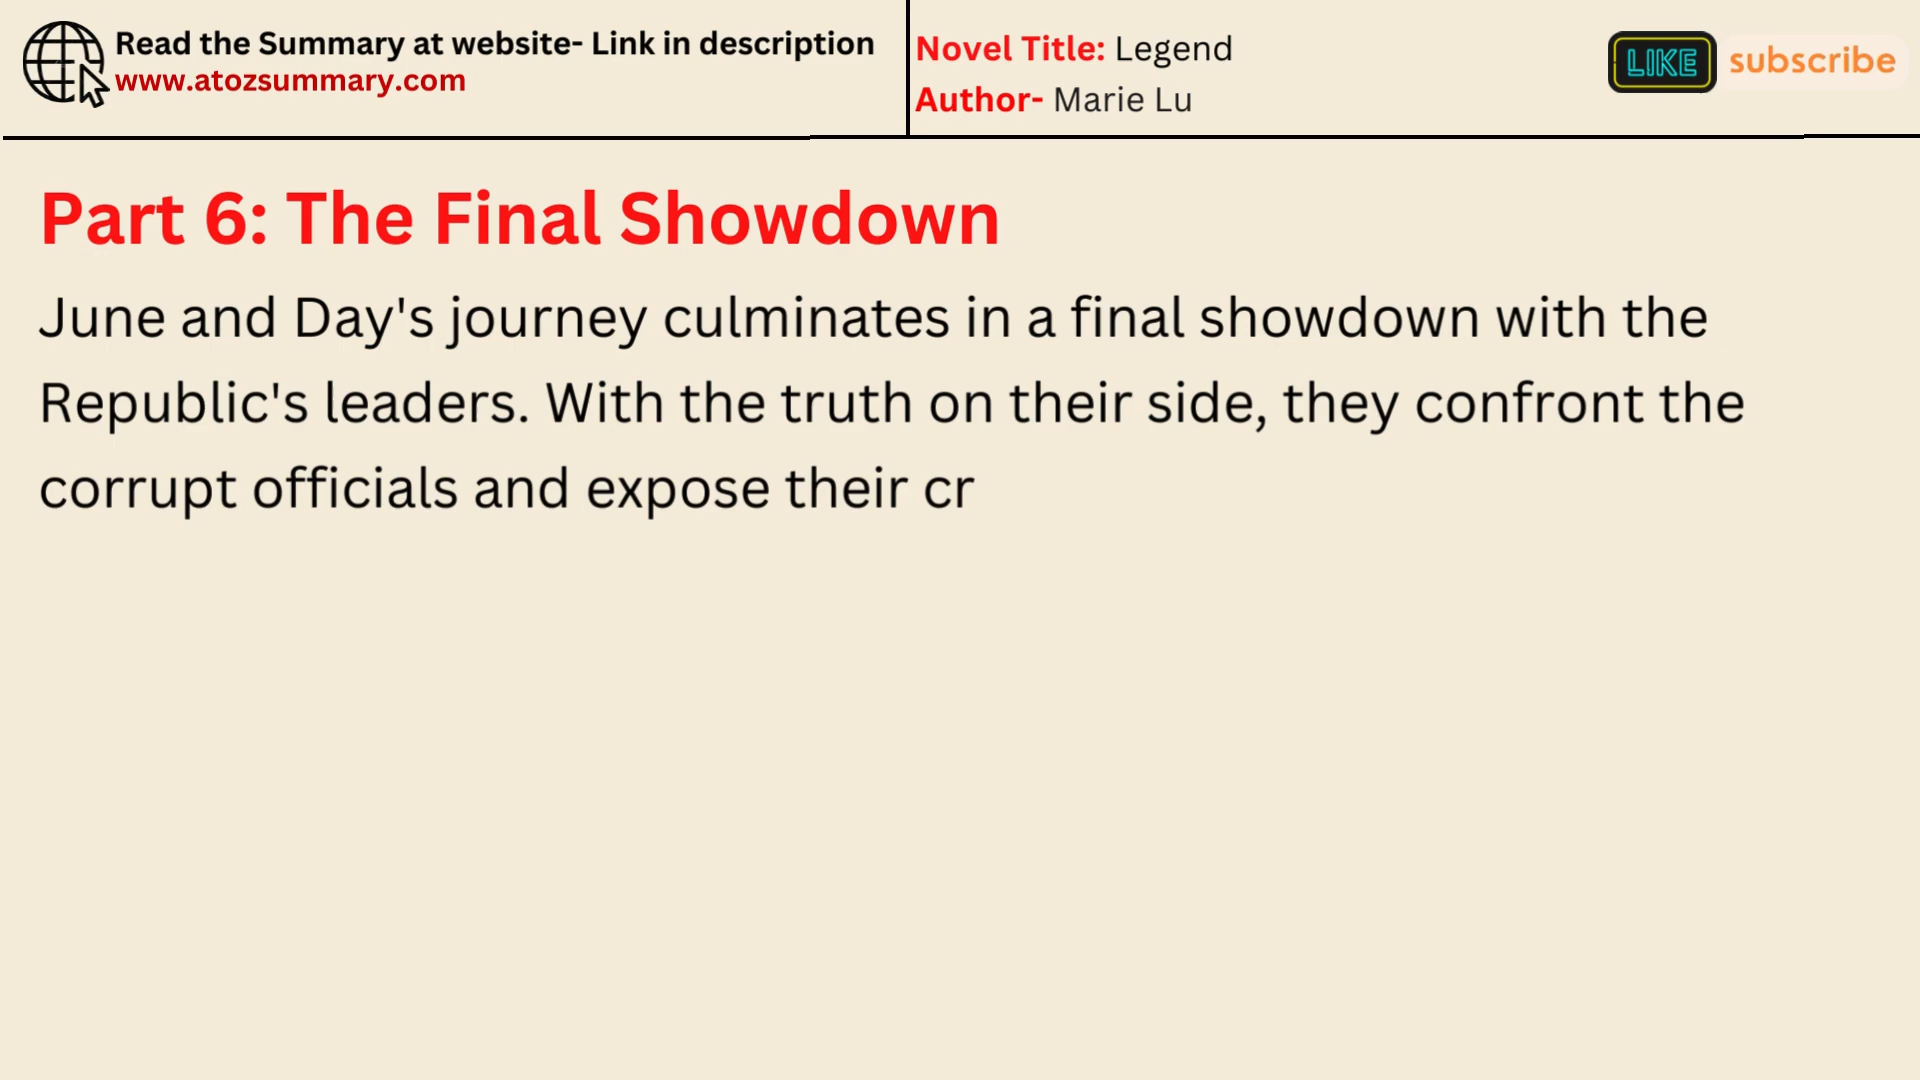 Read the Summary at website- Link in description
www.atozsummary.com
Novel Title: Legend
Author- Marie Lu
LIKE
subscribe
Part 6: The Final Showdown
June and Day's journey culminates in a final showdown with the
Republic's leaders. With the truth on their side, they confront the
corrupt officials and expose their cr